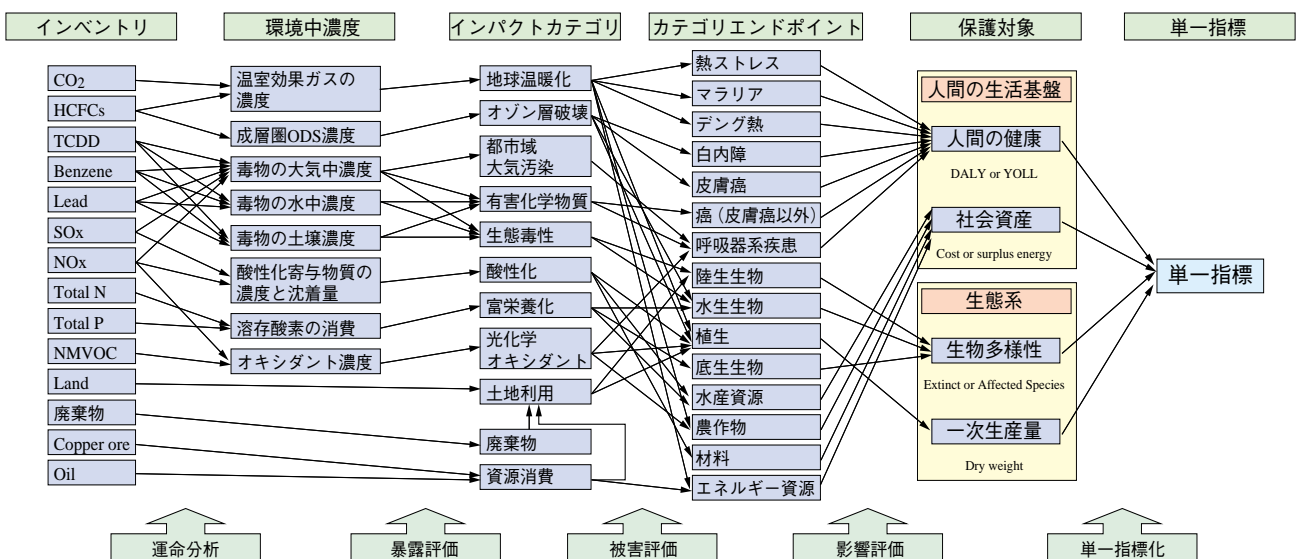 インベントリ
環境中濃度
インパクトカテゴリ
カテゴリエンドポイント
保護対象
単一指標
CO2
HCFCs
TCDD
Benzene
Lead
SOx
NOx
Total N
Total P
NMVOC
Land
廃棄物
Copper ore
Oil
温室効果ガスの
濃度
成層圏ODS濃度
毒物の大気中濃度
毒物の水中濃度
毒物の土壌濃度
酸性化寄与物質の
濃度と沈着量
溶存酸素の消費
オキシダント濃度
地球温暖化
オゾン層破壊
都市域
大気汚染
有害化学物質
生態毒性
酸性化
富栄養化
光化学
オキシダント
土地利用
廃棄物
資源消費
熱ストレス
マラリア
デング熱
白内障
皮膚癌
癌（皮膚癌以外）
呼吸器系疾患
陸生生物
水生生物
植生
底生生物
水産資源
農作物
材料
エネルギー資源
人間の生活基盤
人間の健康
DALY or YOLL
社会資産
Cost or surplus energy
生態系
生物多様性
Extinct or Affected Species
一次生産量
Dry weight
単一指標
運命分析
暴露評価
被害評価
影響評価
単一指標化